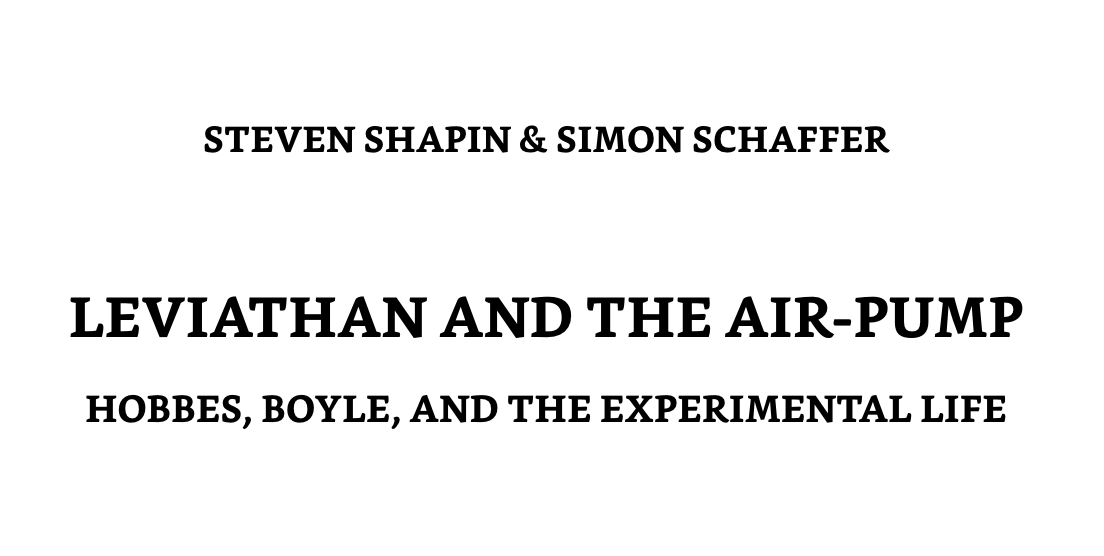 STEVEN SHAPIN & SIMON SCHAFFER
LEVIATHAN AND THE AIR-PUMP
HOBBES, BOYLE, AND THE EXPERIMENTAL LIFE